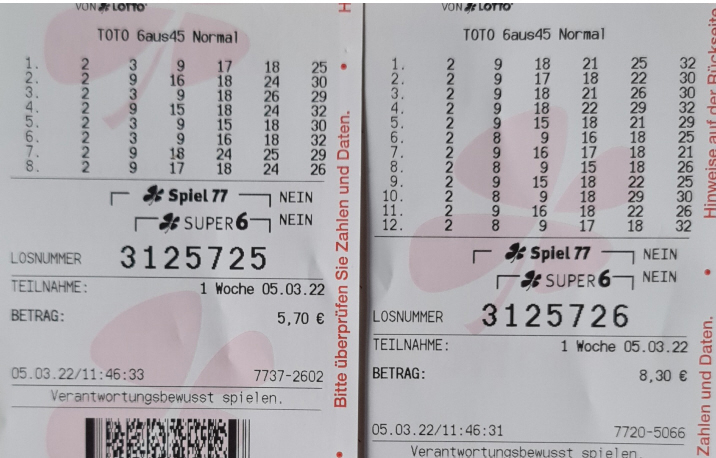 VON LOTTO
TOTO 6aus45 Normal
1. 2 3 9 17 18 25
2. 2 9 16 18 24 30
3. 2 3 9 18 26 29
4. 2 9 15 18 24 32
5. 2 3 9 15 18 30
6. 2 3 9 16 18 32
7. 2 9 18 24 25 29
8. 2 9 17 18 24 26
Spiel 77 NEIN
SUPER 6 NEIN
LOSNUMMER 3125725
TEILNAHME: 1 Woche 05.03.22
BETRAG: 5,70 €
05.03.22/11:46:33 7737-2602
Verantwortungsbewusst spielen.
Bitte überprüfen Sie Zahlen und Daten. •
VON LOTTO
TOTO 6aus45 Normal
1. 2 9 18 21 25 32
2. 2 9 17 18 22 30
3. 2 9 18 21 26 30
4. 2 9 18 22 29 32
5. 2 9 15 18 21 29
6. 2 8 9 16 18 25
7. 2 9 16 17 18 21
8. 2 8 9 15 18 26
9. 2 9 15 18 22 25
10. 2 8 9 18 29 30
11. 2 9 16 18 22 26
12. 2 8 9 17 18 32
Spiel 77 NEIN
SUPER 6 NEIN
LOSNUMMER 3125726
TEILNAHME: 1 Woche 05.03.22
BETRAG: 8,30 €
05.03.22/11:46:31 7720-5066
Verantwortungsbewusst spielen.
Zahlen und Daten. • Hinweise auf der Rückseite